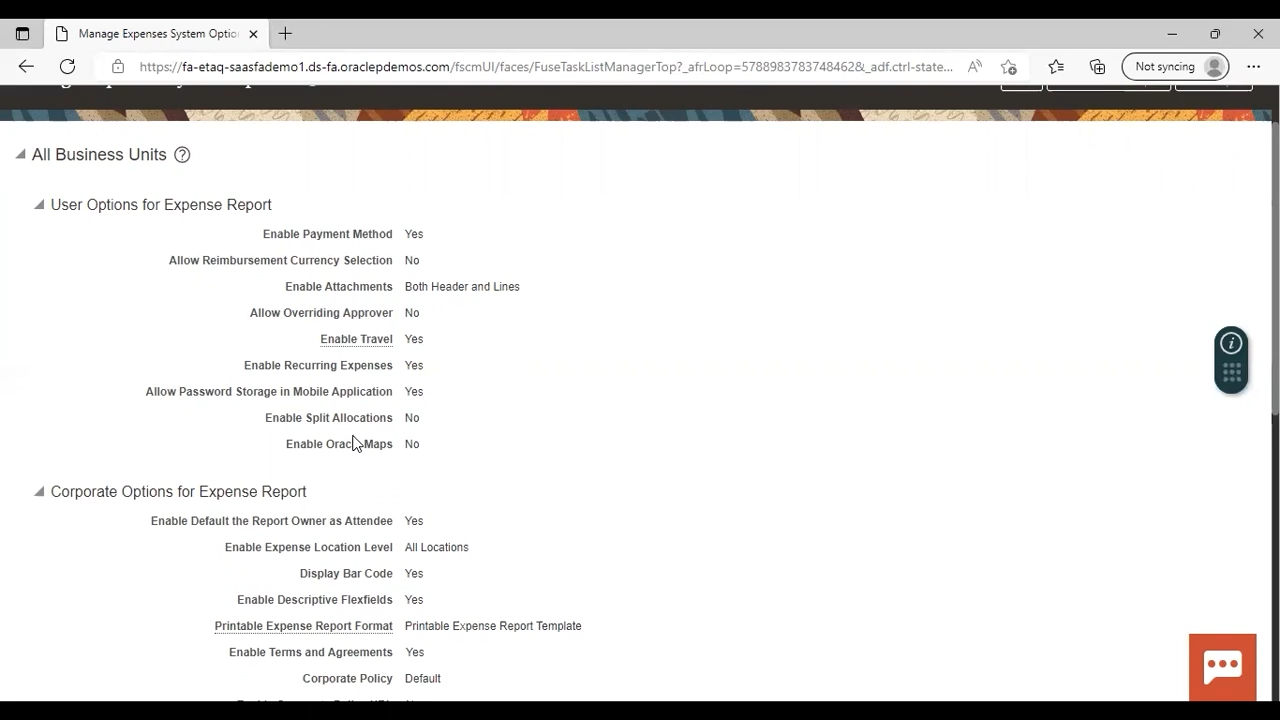 Manage Expenses System Optio
https://fa-etaq-saasfademo1.ds-fa.oraclepdemos.com/fscmUI/faces/FuseTaskListManagerTop?_afrLoop=578898378374846​2&_adf.ctrl-state...
Not syncing
All Business Units
User Options for Expense Report
Enable Payment Method Yes
Allow Reimbursement Currency Selection No
Enable Attachments Both Header and Lines
Allow Overriding Approver No
Enable Travel Yes
Enable Recurring Expenses Yes
Allow Password Storage in Mobile Application Yes
Enable Split Allocations No
Enable Oracle Maps No
Corporate Options for Expense Report
Enable Default the Report Owner as Attendee Yes
Enable Expense Location Level All Locations
Display Bar Code Yes
Enable Descriptive Flexfields Yes
Printable Expense Report Format Printable Expense Report Template
Enable Terms and Agreements Yes
Corporate Policy Default